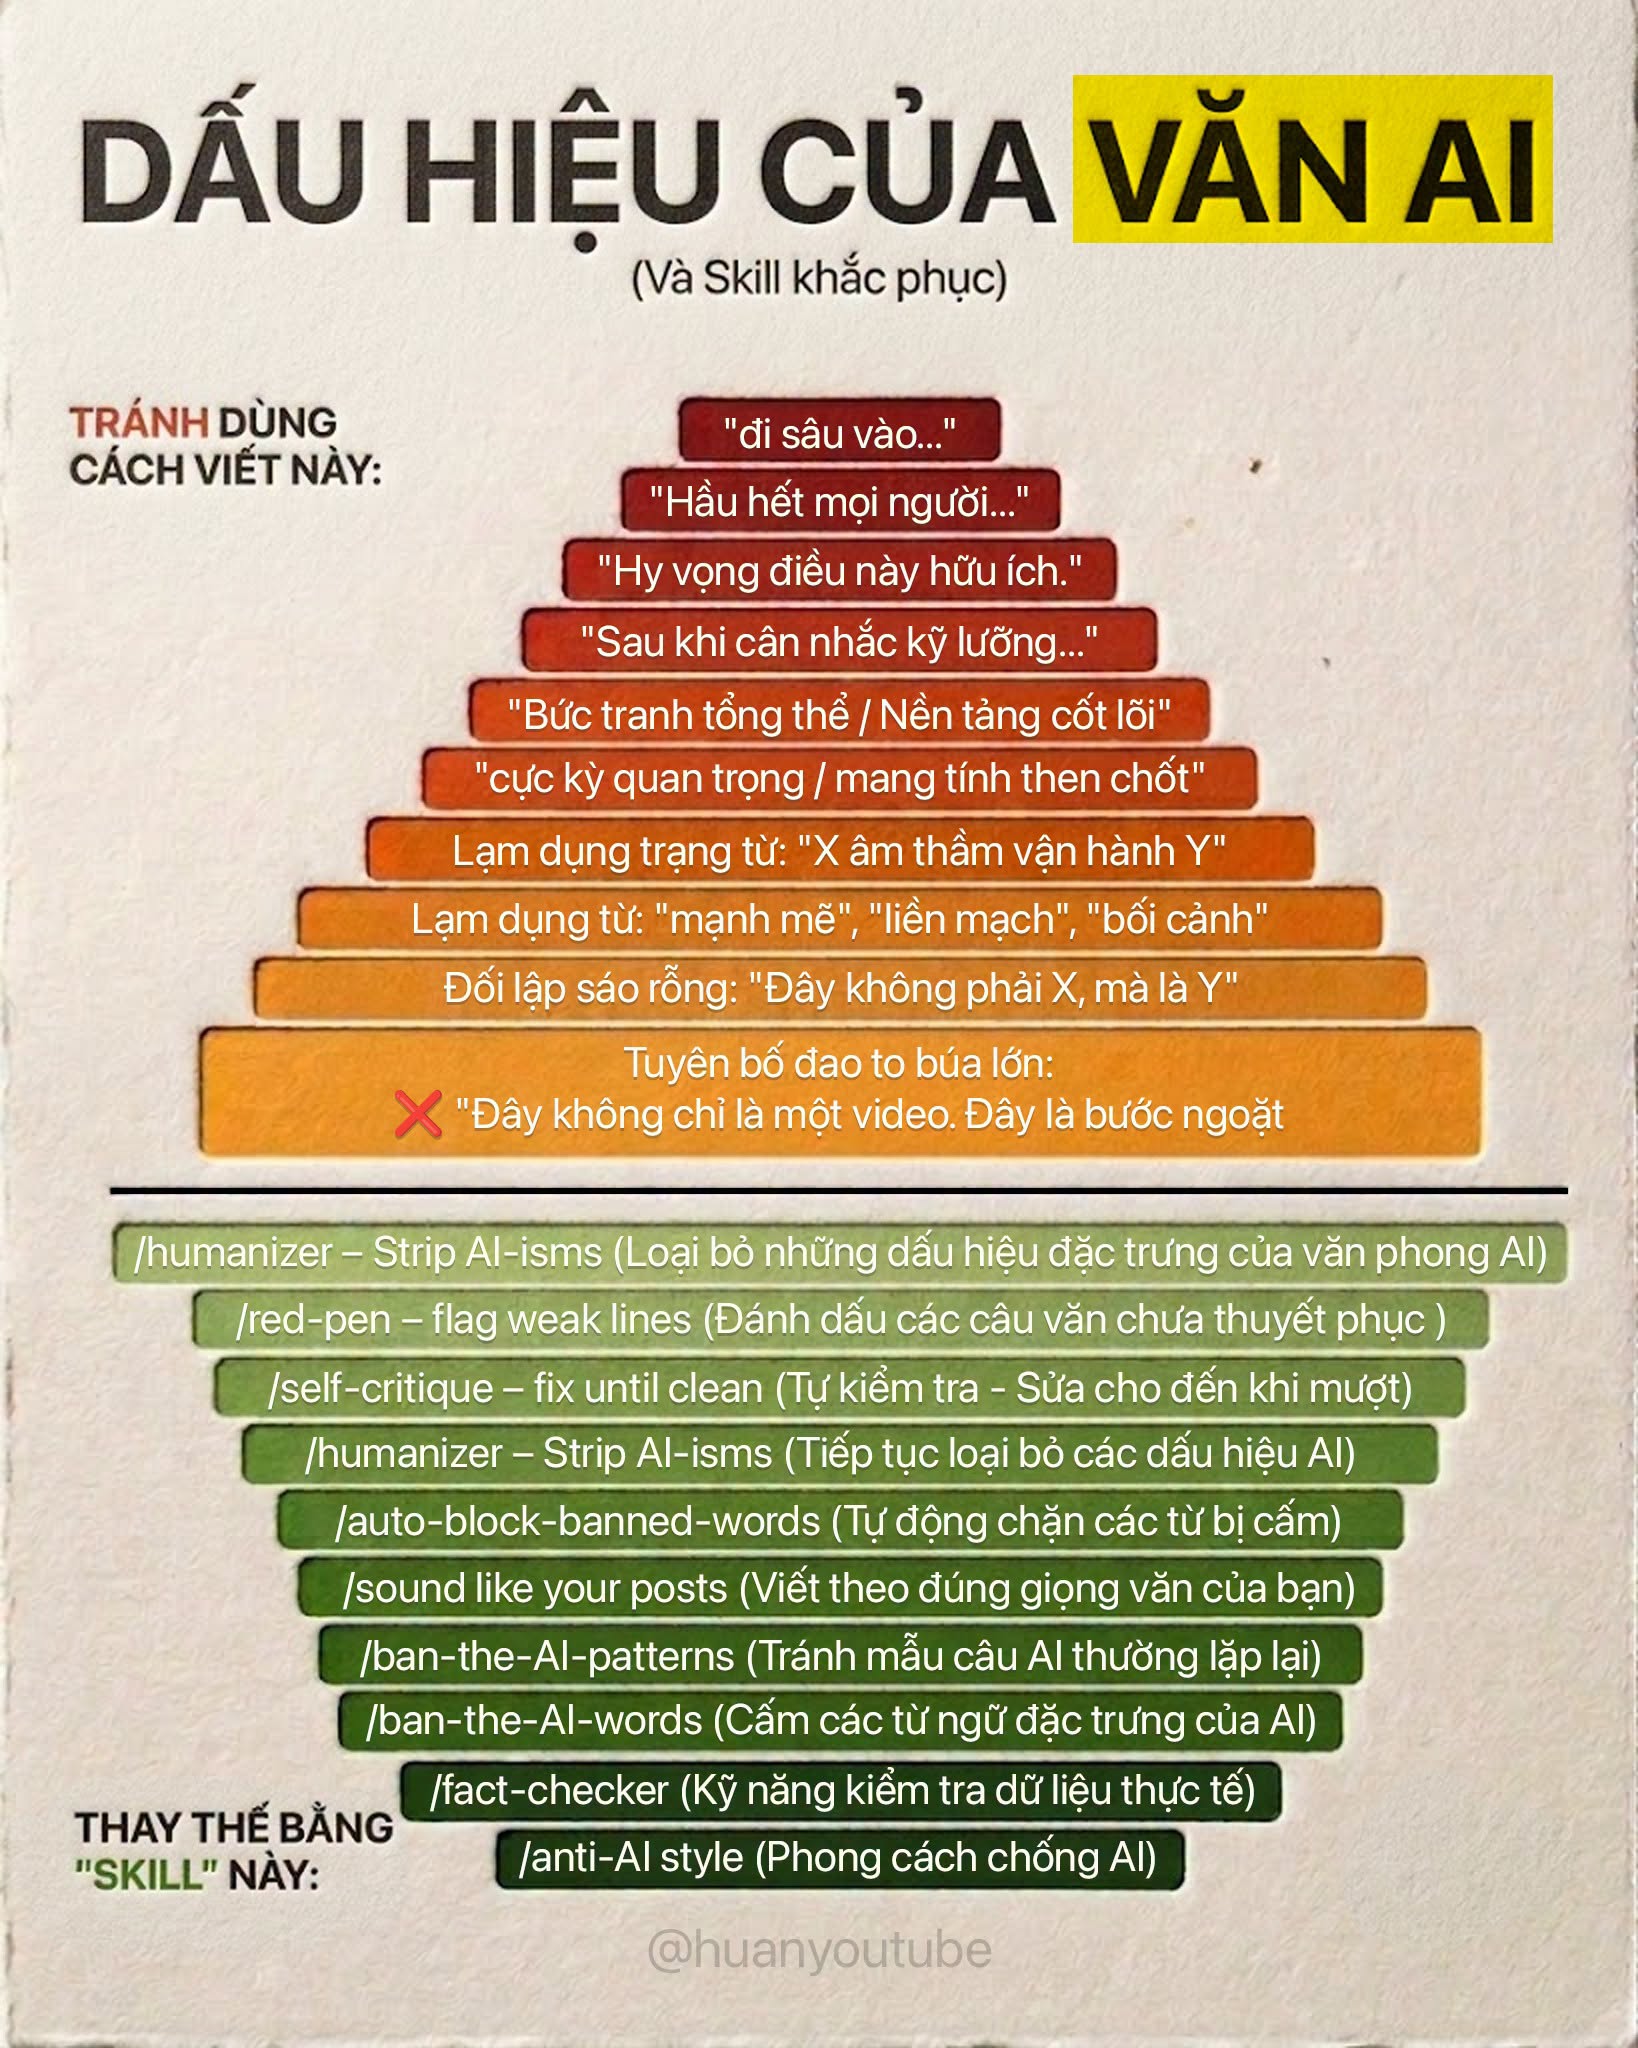 DẤU HIỆU CỦA VĂN AI
(Và Skill khắc phục)
TRÁNH DÙNG
CÁCH VIẾT NÀY:
"đi sâu vào..."
"Hầu hết mọi người..."
"Hy vọng điều này hữu ích."
"Sau khi cân nhắc kỹ lưỡng..."
"Bức tranh tổng thể / Nền tảng cốt lõi"
"cực kỳ quan trọng / mang tính then chốt"
Lạm dụng trạng từ: "X âm thầm vận hành Y"
Lạm dụng từ: "mạnh mẽ", "liền mạch", "bối cảnh"
Đối lập sáo rỗng: "Đây không phải X, mà là Y"
Tuyên bố đao to búa lớn:
❌ "Đây không chỉ là một video. Đây là bước ngoặt
/humanizer – Strip AI-isms (Loại bỏ những dấu hiệu đặc trưng của văn phong AI)
/red-pen – flag weak lines (Đánh dấu các câu văn chưa thuyết phục )
/self-critique – fix until clean (Tự kiểm tra - Sửa cho đến khi mượt)
/humanizer – Strip AI-isms (Tiếp tục loại bỏ các dấu hiệu AI)
/auto-block-banned-words (Tự động chặn các từ bị cấm)
/sound like your posts (Viết theo đúng giọng văn của bạn)
/ban-the-AI-patterns (Tránh mẫu câu AI thường lặp lại)
/ban-the-AI-words (Cấm các từ ngữ đặc trưng của AI)
/fact-checker (Kỹ năng kiểm tra dữ liệu thực tế)
/anti-AI style (Phong cách chống AI)
THAY THẾ BẰNG
"SKILL" NÀY:
@huanyoutube